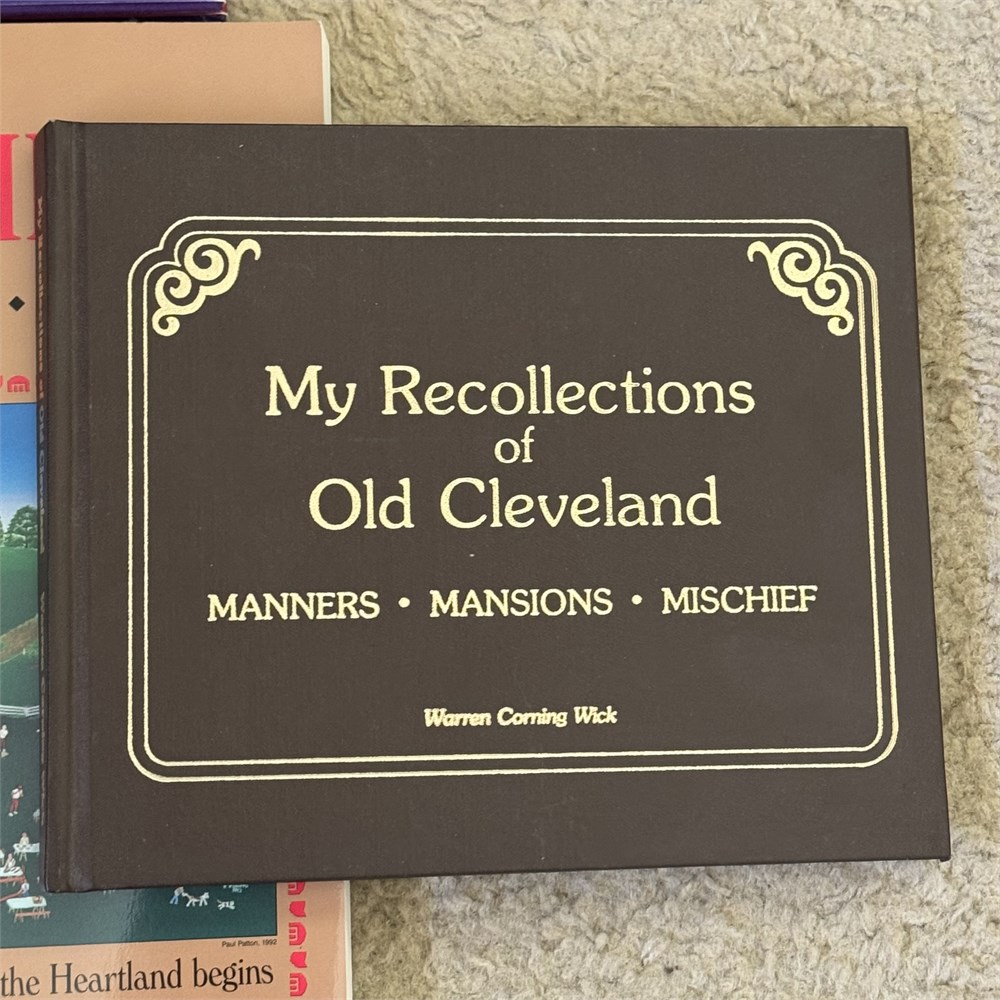 My Recollections
of
Old Cleveland
MANNERS • MANSIONS • MISCHIEF
Warren Corning Wick
Paul Patton, 1992
the Heartland begins